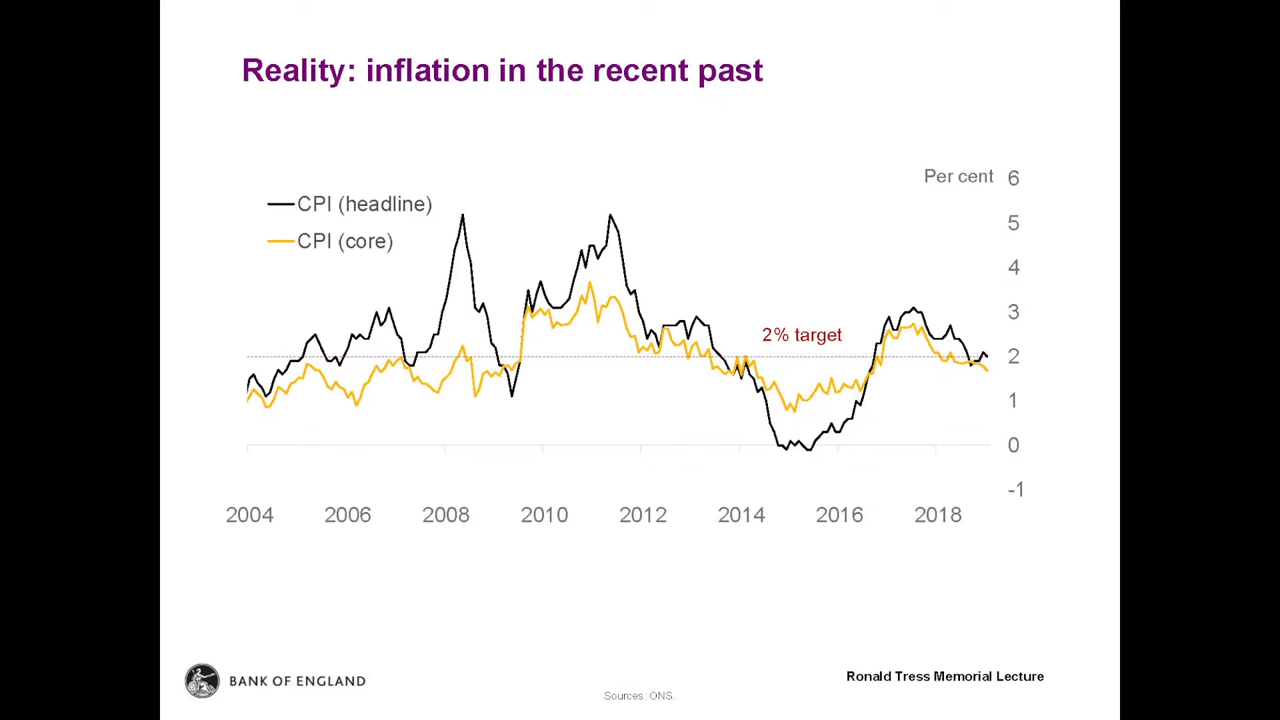 Reality: inflation in the recent past
Per cent
CPI (headline)
CPI (core)
2% target
6
5
4
3
2
1
0
-1
2004 2006 2008 2010 2012 2014 2016 2018
BANK OF ENGLAND
Ronald Tress Memorial Lecture
Sources: ONS.